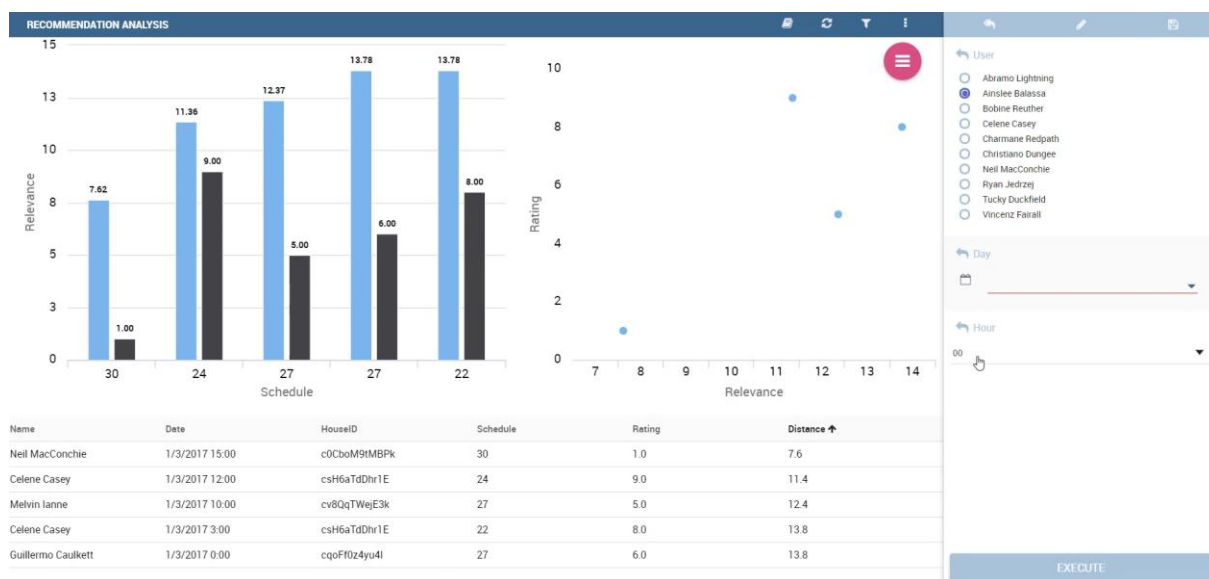 RECOMMENDATION ANALYSIS
15
13
10
8
5
3
0
Relevance
7.62
1.00
11.36
9.00
12.37
5.00
13.78
6.00
13.78
8.00
30 24 27 27 22
Schedule
10
8
6
4
2
0
Rating
7 8 9 10 11 12 13 14
Relevance
Name Date HouseID Schedule Rating Distance
Neil MacConchie 1/3/2017 15:00 c0CboM9tMBPk 30 1.0 7.6
Celene Casey 1/3/2017 12:00 csH6aTdDhr1E 24 9.0 11.4
Melvin Ianne 1/3/2017 10:00 cv8QqTWejE3k 27 5.0 12.4
Celene Casey 1/3/2017 3:00 csH6aTdDhr1E 22 8.0 13.8
Guillermo Caulkett 1/3/2017 0:00 cqoFf0z4yu4I 27 6.0 13.8
User
Abramo Lightning
Ainslee Balassa
Bobine Reuther
Celene Casey
Charmane Redpath
Christiano Dungee
Neil MacConchie
Ryan Jedrzej
Tucky Duckfield
Vincenz Fairall
Day
Hour
00
EXECUTE